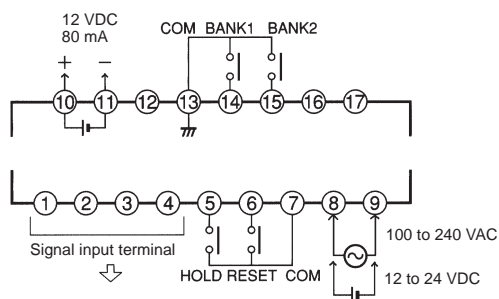 12 VDC
80 mA
COM BANK1 BANK2
+ −
10 11 12 13 14 15 16 17
1 2 3 4 5 6 7 8 9
Signal input terminal
HOLD RESET COM
100 to 240 VAC
12 to 24 VDC